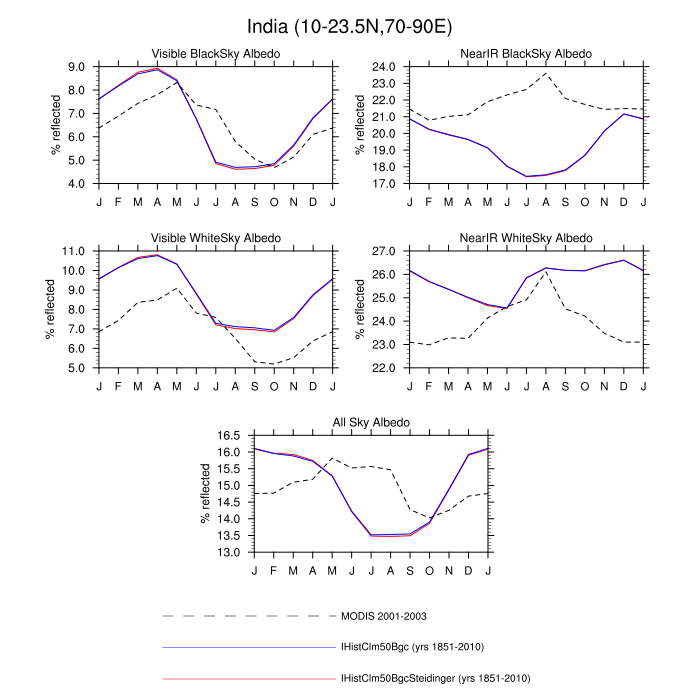 India (10-23.5N,70-90E)
Visible BlackSky Albedo
% reflected
9.0
8.0
7.0
6.0
5.0
4.0
J F M A M J J A S O N D J
NearIR BlackSky Albedo
% reflected
24.0
23.0
22.0
21.0
20.0
19.0
18.0
17.0
J F M A M J J A S O N D J
Visible WhiteSky Albedo
% reflected
11.0
10.0
9.0
8.0
7.0
6.0
5.0
J F M A M J J A S O N D J
NearIR WhiteSky Albedo
% reflected
27.0
26.0
25.0
24.0
23.0
22.0
J F M A M J J A S O N D J
All Sky Albedo
% reflected
16.5
16.0
15.5
15.0
14.5
14.0
13.5
13.0
J F M A M J J A S O N D J
MODIS 2001-2003
IHistClm50Bgc (yrs 1851-2010)
IHistClm50BgcSteidinger (yrs 1851-2010)